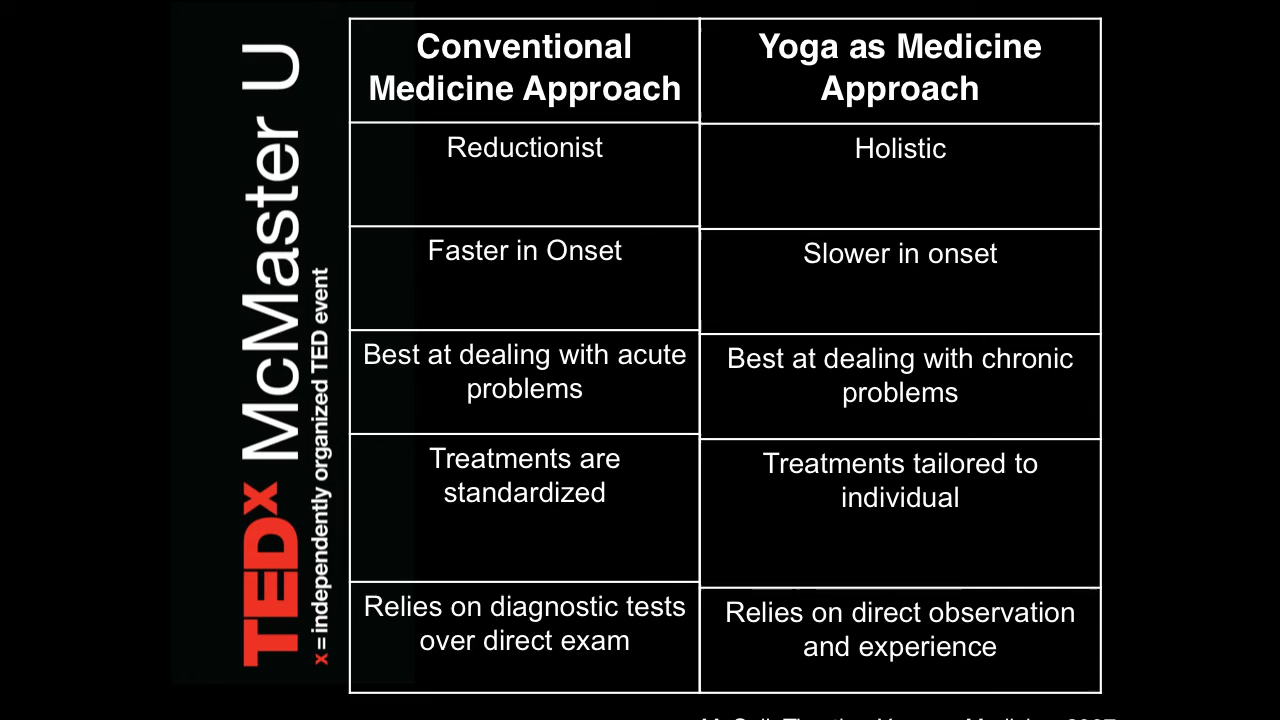 TEDx McMaster U
x = independently organized TED event
Conventional
Medicine Approach
Yoga as Medicine
Approach
Reductionist
Holistic
Faster in Onset
Slower in onset
Best at dealing with acute
problems
Best at dealing with chronic
problems
Treatments are
standardized
Treatments tailored to
individual
Relies on diagnostic tests
over direct exam
Relies on direct observation
and experience